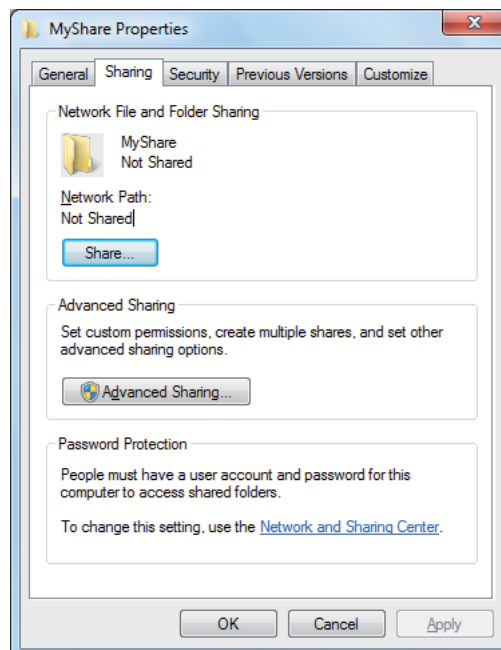 MyShare Properties
General Sharing Security Previous Versions Customize
Network File and Folder Sharing
MyShare
Not Shared
Network Path:
Not Shared
Share...
Advanced Sharing
Set custom permissions, create multiple shares, and set other
advanced sharing options.
Advanced Sharing...
Password Protection
People must have a user account and password for this
computer to access shared folders.
To change this setting, use the Network and Sharing Center.
OK Cancel Apply